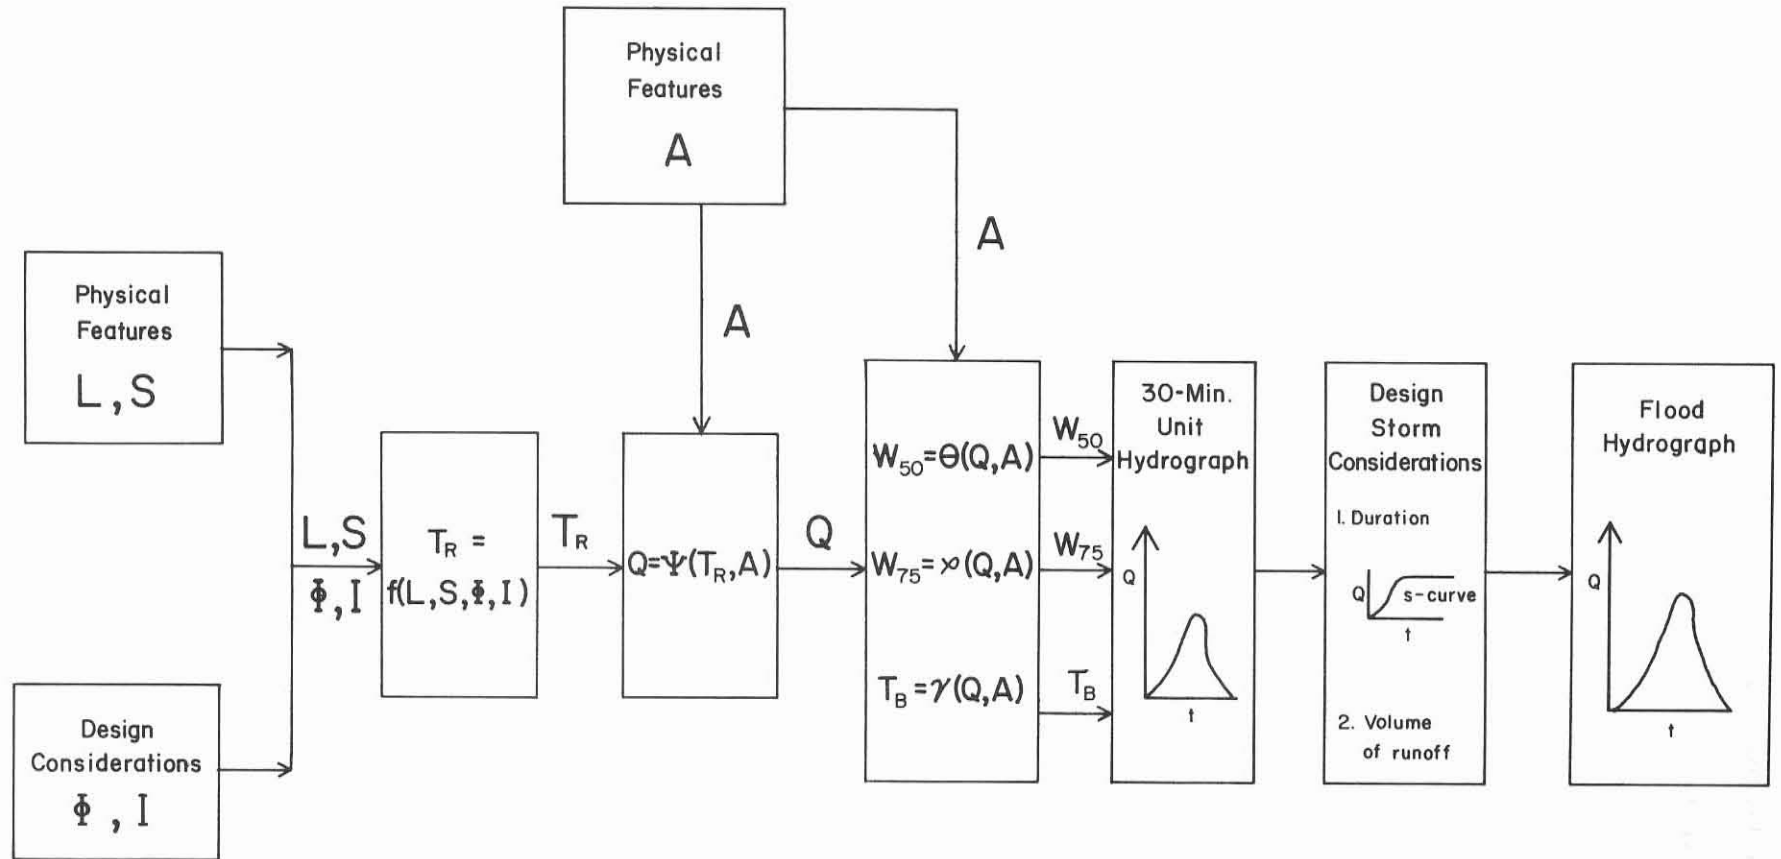 Physical
Features
A
A
A
Physical
Features
L, S
Design
Considerations
Φ, I
L,S
Φ, I
T_R =
f(L,S,Φ,I)
T_R
Q=Ψ(T_R,A)
Q
W_50=θ(Q,A)
W_75=℘(Q,A)
T_B=γ(Q,A)
W_50
W_75
T_B
30-Min.
Unit
Hydrograph
Q
t
Design
Storm
Considerations
1. Duration
Q
s-curve
t
2. Volume
of runoff
Flood
Hydrograph
Q
t